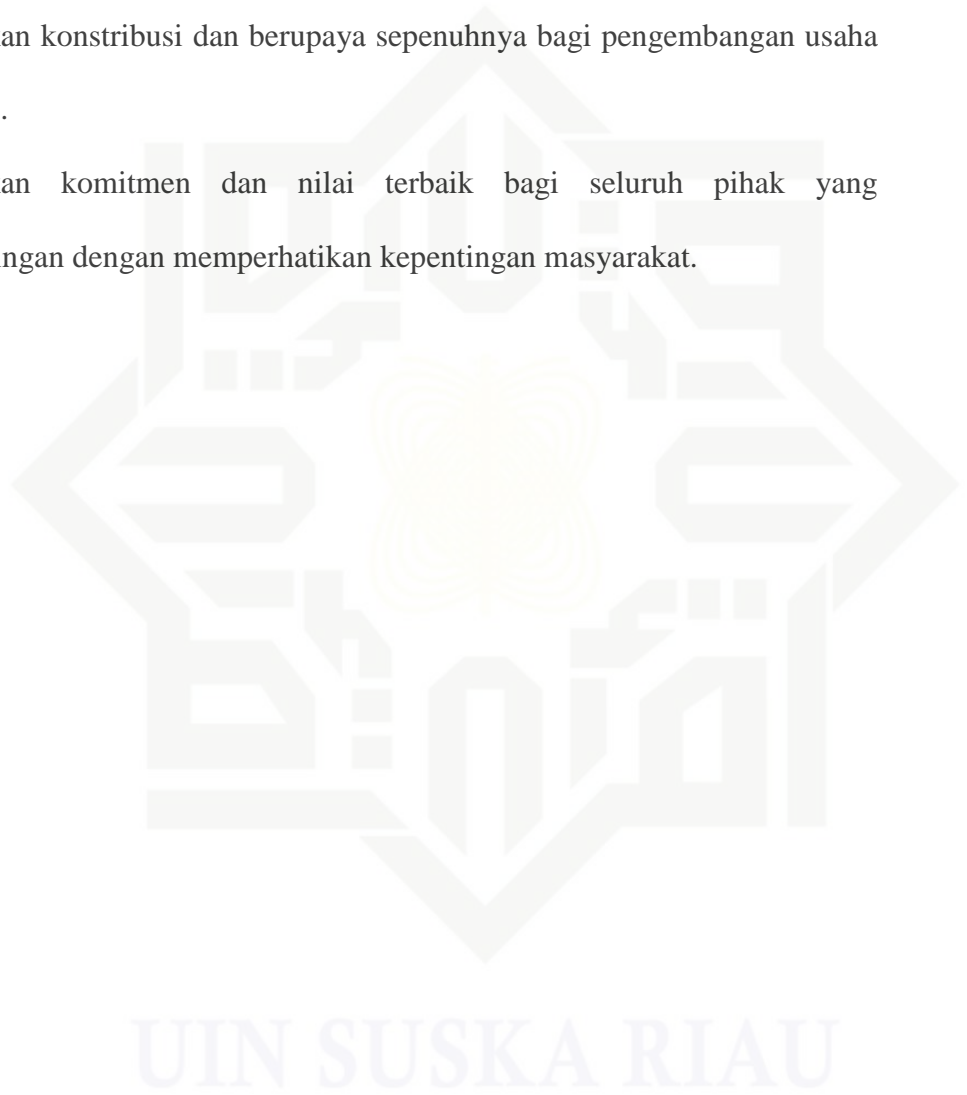 an konstribusi dan berupaya sepenuhnya bagi pengembangan usaha
.
an komitmen dan nilai terbaik bagi seluruh pihak yang
ngan dengan memperhatikan kepentingan masyarakat.
UIN SUSKA RIAU